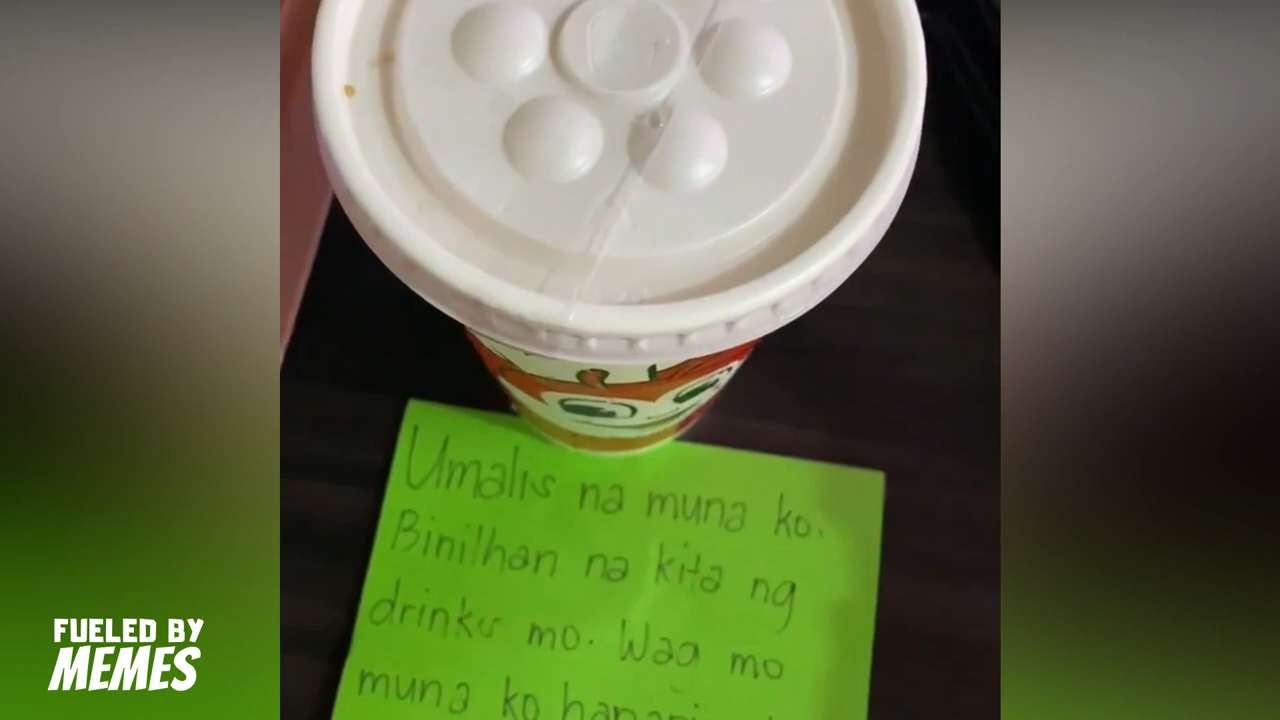 Umalis na muna ko.
Binilhan na kita ng
drinks mo. Wag mo
muna ko
FUELED BY
MEMES